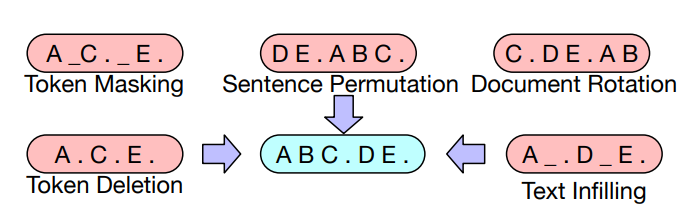 A _ C . _ E .
D E . A B C .
C . D E . A B
Token Masking
Sentence Permutation
Document Rotation
A . C . E .
A B C . D E .
A _ . D _ E .
Token Deletion
Text Infilling